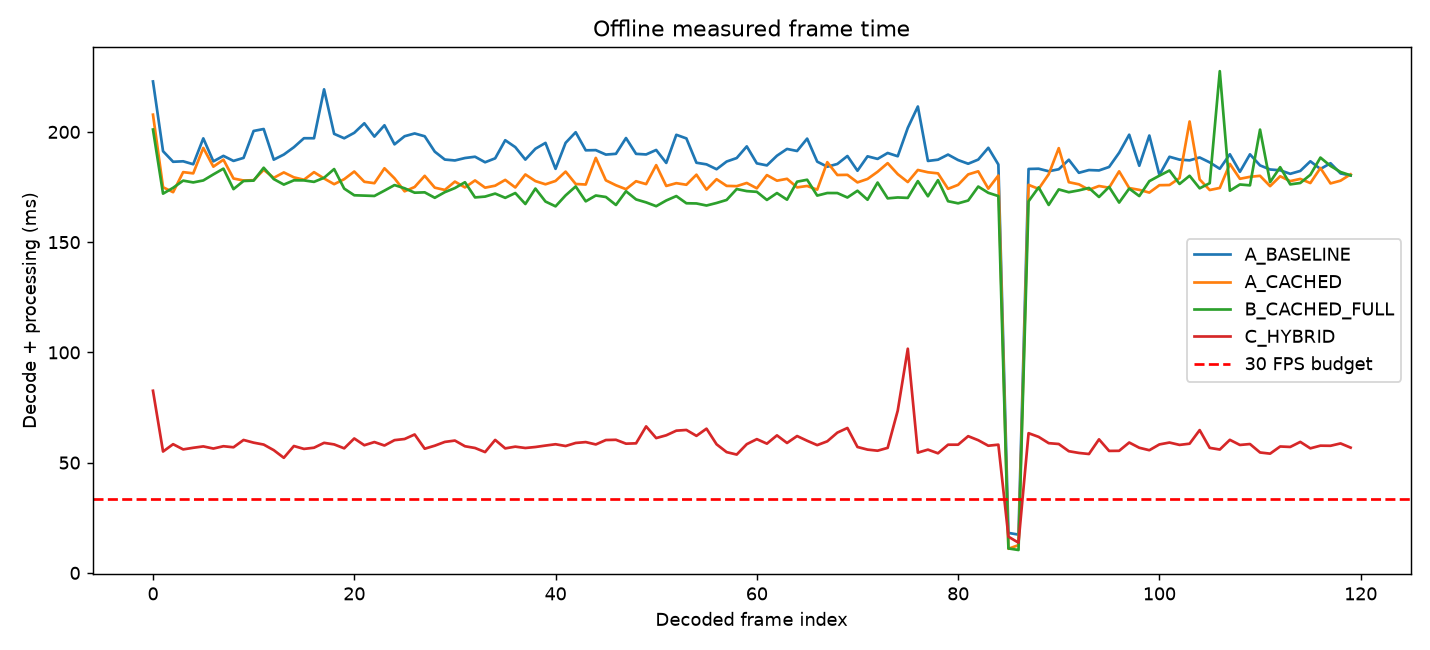 Offline measured frame time
Decode + processing (ms)
200
150
100
50
0
A_BASELINE
A_CACHED
B_CACHED_FULL
C_HYBRID
30 FPS budget
0 20 40 60 80 100 120
Decoded frame index